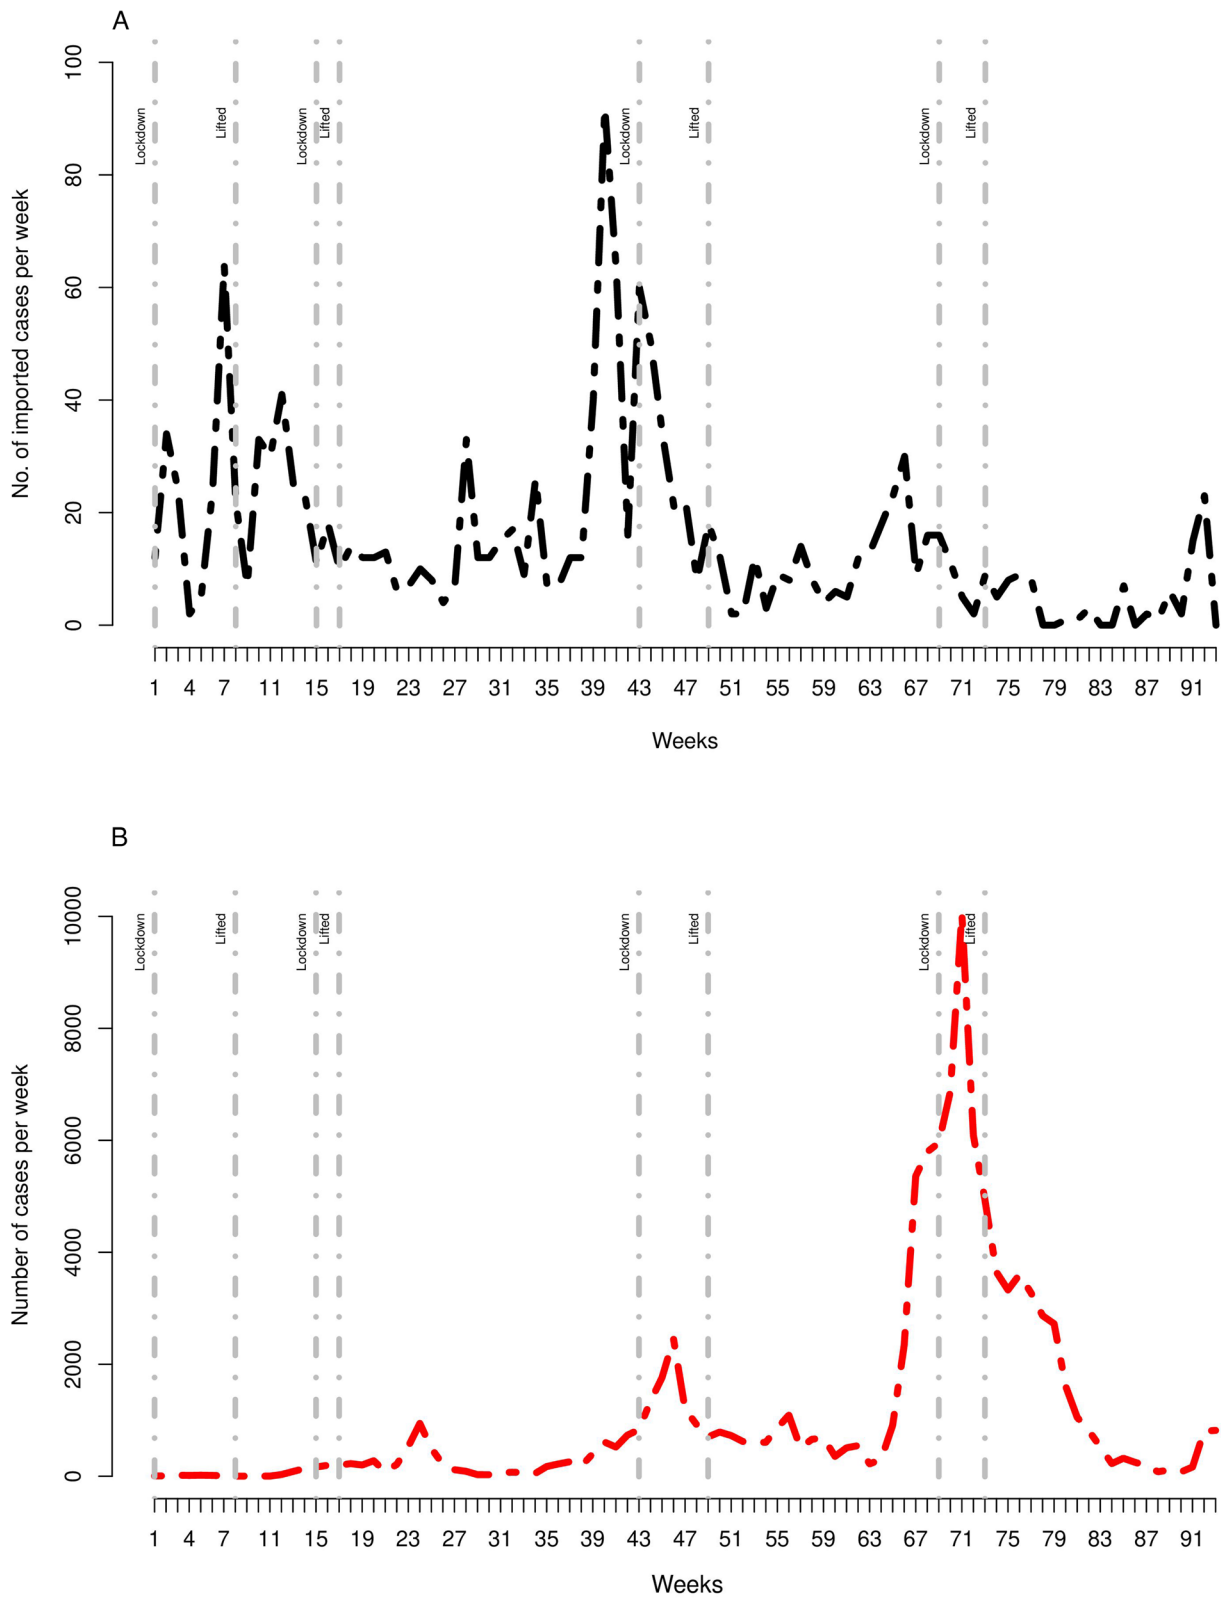 A
No. of imported cases per week
100
80
60
40
20
0
Lockdown
Lifted
Lockdown
Lifted
Lockdown
Lifted
Lockdown
Lifted
1 4 7 11 15 19 23 27 31 35 39 43 47 51 55 59 63 67 71 75 79 83 87 91
Weeks
B
Number of cases per week
10000
8000
6000
4000
2000
0
Lockdown
Lifted
Lockdown
Lifted
Lockdown
Lifted
Lockdown
Lifted
1 4 7 11 15 19 23 27 31 35 39 43 47 51 55 59 63 67 71 75 79 83 87 91
Weeks